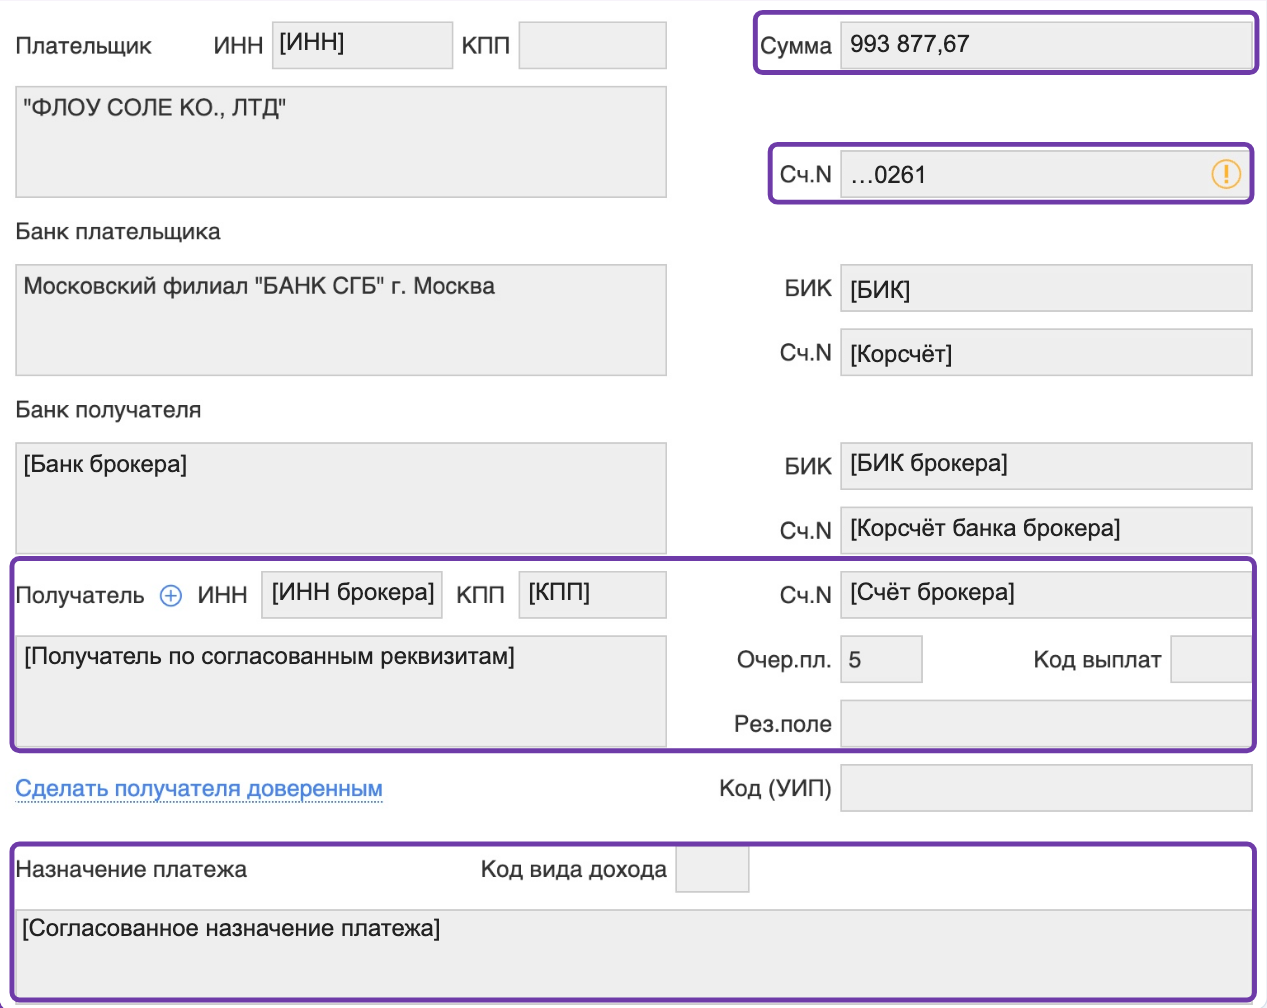 Плательщик ИНН [ИНН] КПП Сумма 993 877,67
"ФЛОУ СОЛЕ КО., ЛТД"
Сч.N ...0261
Банк плательщика
Московский филиал "БАНК СГБ" г. Москва БИК [БИК]
Сч.N [Корсчёт]
Банк получателя
[Банк брокера] БИК [БИК брокера]
Сч.N [Корсчёт банка брокера]
Получатель ИНН [ИНН брокера] КПП [КПП] Сч.N [Счёт брокера]
[Получатель по согласованным реквизитам] Очер.пл. 5 Код выплат
Рез.поле
Сделать получателя доверенным Код (УИП)
Назначение платежа Код вида дохода
[Согласованное назначение платежа]